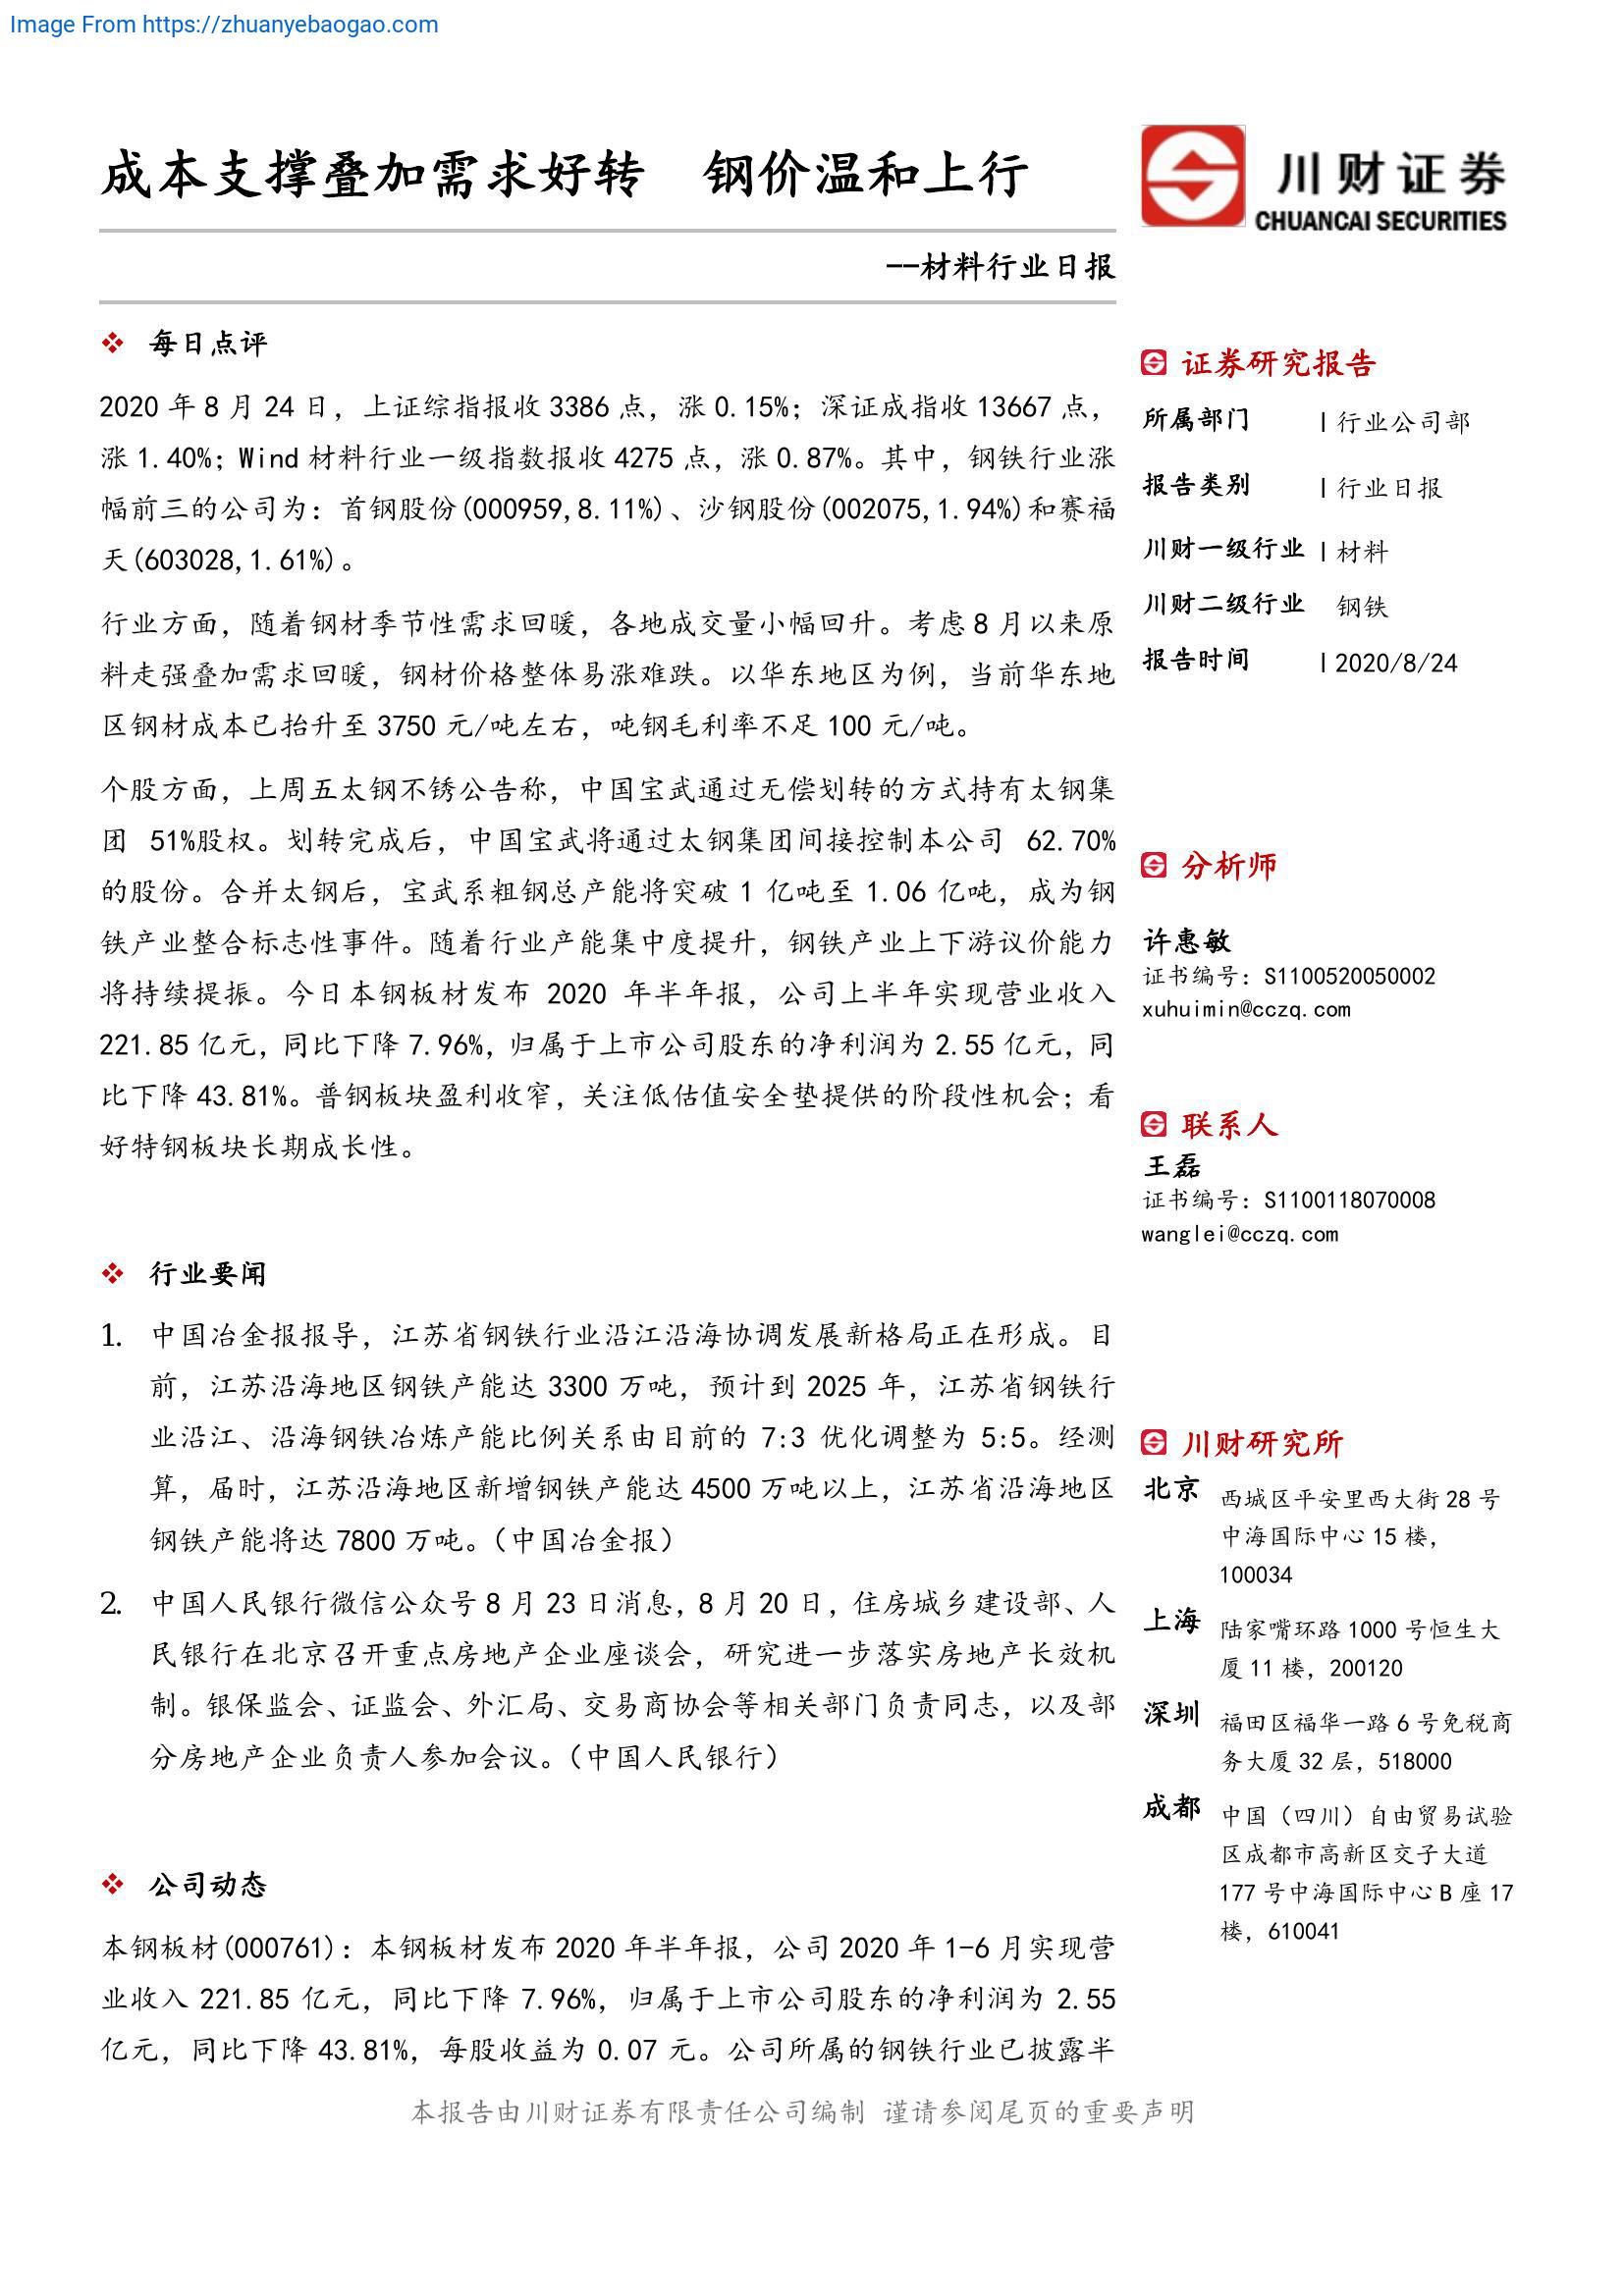 Image From https://zhuanyebaogao.com
成本支撑叠加需求好转　钢价温和上行
川财证券
CHUANCAI SECURITIES
--材料行业日报
❖ 每日点评
2020 年 8 月 24 日，上证综指报收 3386 点，涨 0.15%；深证成指收 13667 点，
涨 1.40%；Wind 材料行业一级指数报收 4275 点，涨 0.87%。其中，钢铁行业涨
幅前三的公司为：首钢股份(000959,8.11%)、沙钢股份(002075,1.94%)和赛福
天(603028,1.61%)。
行业方面，随着钢材季节性需求回暖，各地成交量小幅回升。考虑 8 月以来原
料走强叠加需求回暖，钢材价格整体易涨难跌。以华东地区为例，当前华东地
区钢材成本已抬升至 3750 元/吨左右，吨钢毛利率不足 100 元/吨。
个股方面，上周五太钢不锈公告称，中国宝武通过无偿划转的方式持有太钢集
团 51%股权。划转完成后，中国宝武将通过太钢集团间接控制本公司 62.70%
的股份。合并太钢后，宝武系粗钢总产能将突破 1 亿吨至 1.06 亿吨，成为钢
铁产业整合标志性事件。随着行业产能集中度提升，钢铁产业上下游议价能力
将持续提振。今日本钢板材发布 2020 年半年报，公司上半年实现营业收入
221.85 亿元，同比下降 7.96%，归属于上市公司股东的净利润为 2.55 亿元，同
比下降 43.81%。普钢板块盈利收窄，关注低估值安全垫提供的阶段性机会；看
好特钢板块长期成长性。
❖ 行业要闻
1. 中国冶金报报导，江苏省钢铁行业沿江沿海协调发展新格局正在形成。目
前，江苏沿海地区钢铁产能达 3300 万吨，预计到 2025 年，江苏省钢铁行
业沿江、沿海钢铁冶炼产能比例关系由目前的 7:3 优化调整为 5:5。经测
算，届时，江苏沿海地区新增钢铁产能达 4500 万吨以上，江苏省沿海地区
钢铁产能将达 7800 万吨。（中国冶金报）
2. 中国人民银行微信公众号 8 月 23 日消息，8 月 20 日，住房城乡建设部、人
民银行在北京召开重点房地产企业座谈会，研究进一步落实房地产长效机
制。银保监会、证监会、外汇局、交易商协会等相关部门负责同志，以及部
分房地产企业负责人参加会议。（中国人民银行）
❖ 公司动态
本钢板材(000761)：本钢板材发布 2020 年半年报，公司 2020 年 1-6 月实现营
业收入 221.85 亿元，同比下降 7.96%，归属于上市公司股东的净利润为 2.55
亿元，同比下降 43.81%，每股收益为 0.07 元。公司所属的钢铁行业已披露半
证券研究报告
所属部门 | 行业公司部
报告类别 | 行业日报
川财一级行业 | 材料
川财二级行业 钢铁
报告时间 | 2020/8/24
分析师
许惠敏
证书编号：S1100520050002
xuhuimin@cczq.com
联系人
王磊
证书编号：S1100118070008
wanglei@cczq.com
川财研究所
北京 西城区平安里西大街 28 号
中海国际中心 15 楼，
100034
上海 陆家嘴环路 1000 号恒生大
厦 11 楼，200120
深圳 福田区福华一路 6 号免税商
务大厦 32 层，518000
成都 中国（四川）自由贸易试验
区成都市高新区交子大道
177 号中海国际中心 B 座 17
楼，610041
本报告由川财证券有限责任公司编制 谨请参阅尾页的重要声明